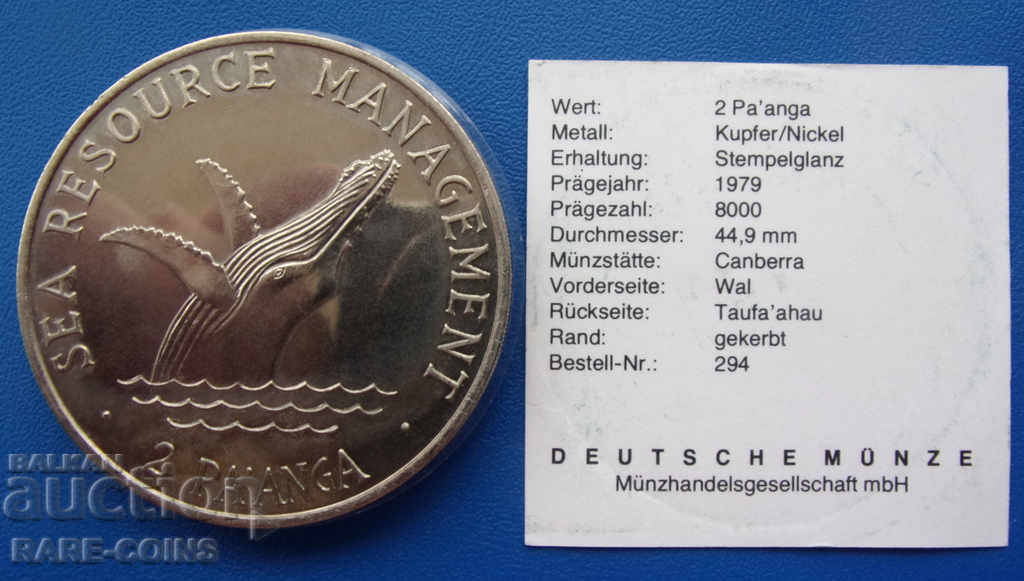 · SEA RESOURCE MANAGEMENT ·
2 PA'ANGA
BALKAN
auction
RARE-COINS
Wert: 2 Pa'anga
Metall: Kupfer/Nickel
Erhaltung: Stempelglanz
Prägejahr: 1979
Prägezahl: 8000
Durchmesser: 44,9 mm
Münzstätte: Canberra
Vorderseite: Wal
Rückseite: Taufa'ahau
Rand: gekerbt
Bestell-Nr.: 294
DEUTSCHE MÜNZE
Münzhandelsgesellschaft mbH